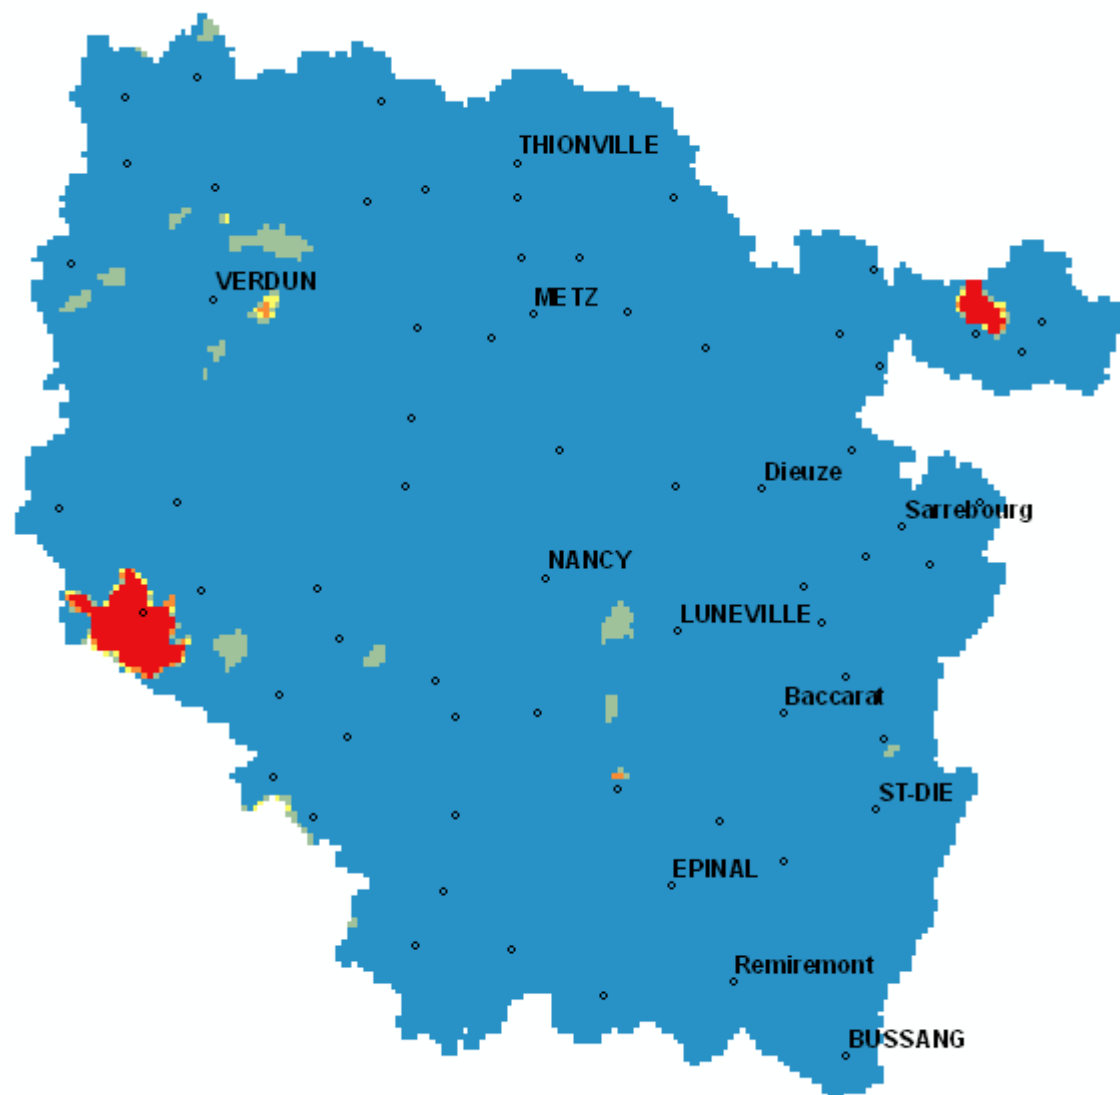 THIONVILLE
VERDUN
METZ
Dieuze
Sarrebourg
NANCY
LUNEVILLE
Baccarat
ST-DIE
EPINAL
Remiremont
BUSSANG